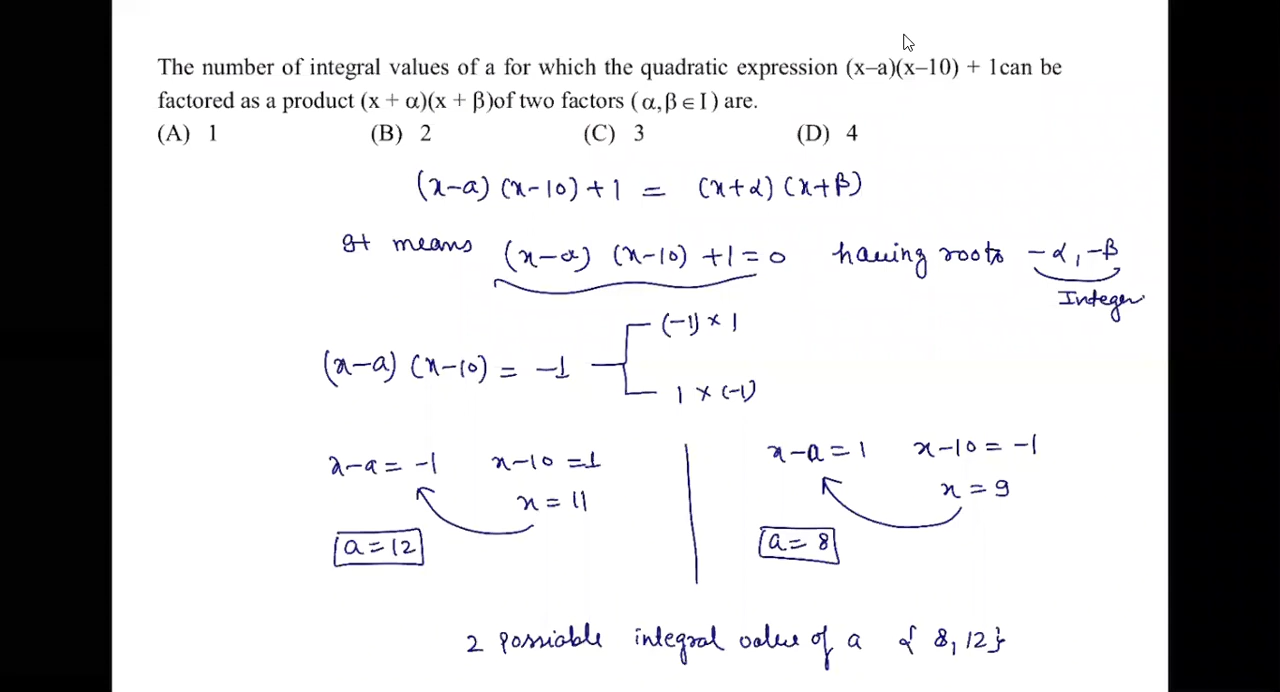 The number of integral values of a for which the quadratic expression (x–a)(x–10) + 1can be
factored as a product (x + α)(x + β)of two factors (α,β ∈ I) are.
(A) 1 (B) 2 (C) 3 (D) 4
(x-a) (x-10)+1 = (x+α) (x+β)
It means (x-α) (x-10) +1=0 having roots -α, -β
Integer
(-1) × 1
(x-a) (x-10) = -1
1 × (-1)
x-a = 1 x-10 = -1
x-a = -1 x-10 =1
x = 9
x = 11
a= 8
a=12
2 possiable integral value of a { 8, 12}